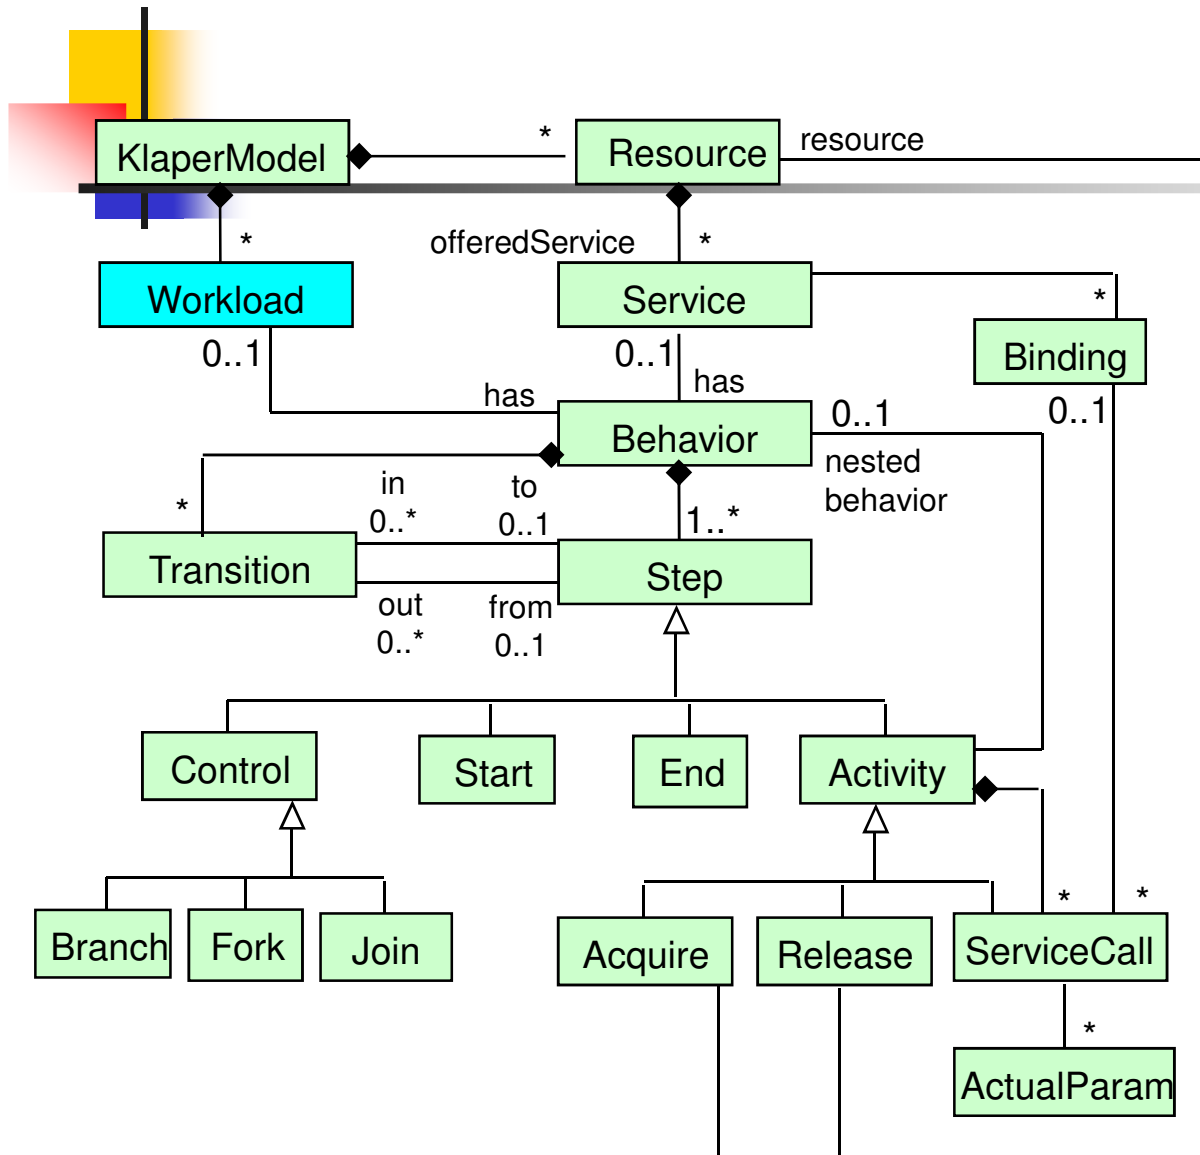 KlaperModel
*
Resource
resource
*
offeredService
*
Workload
Service
*
0..1
0..1
Binding
has
has
0..1
0..1
Behavior
nested
behavior
*
in
0..*
to
0..1
1..*
Transition
Step
out
0..*
from
0..1
Control
Start
End
Activity
*
*
Branch
Fork
Join
Acquire
Release
ServiceCall
*
ActualParam